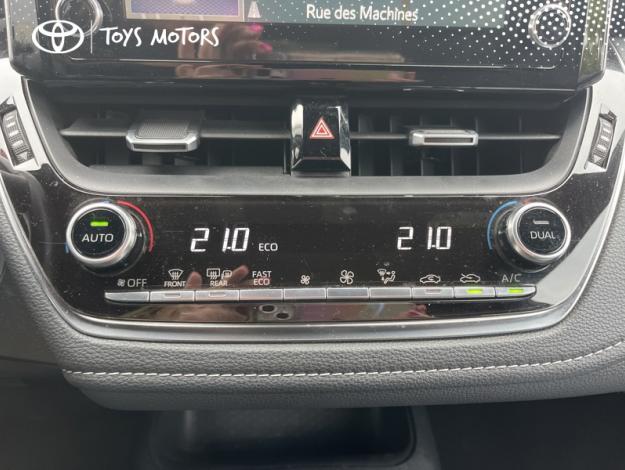 Rue des Machines
TOYS MOTORS
AUTO
21.0 ECO
21.0
DUAL
OFF
FRONT
REAR
FAST
ECO
A/C